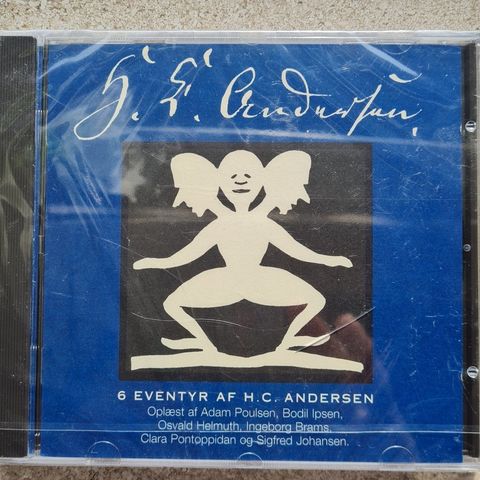 H. C. Andersen.
6 EVENTYR AF H.C. ANDERSEN
Oplæst af Adam Poulsen, Bodil Ipsen,
Osvald Helmuth, Ingeborg Brams,
Clara Pontoppidan og Sigfred Johansen.